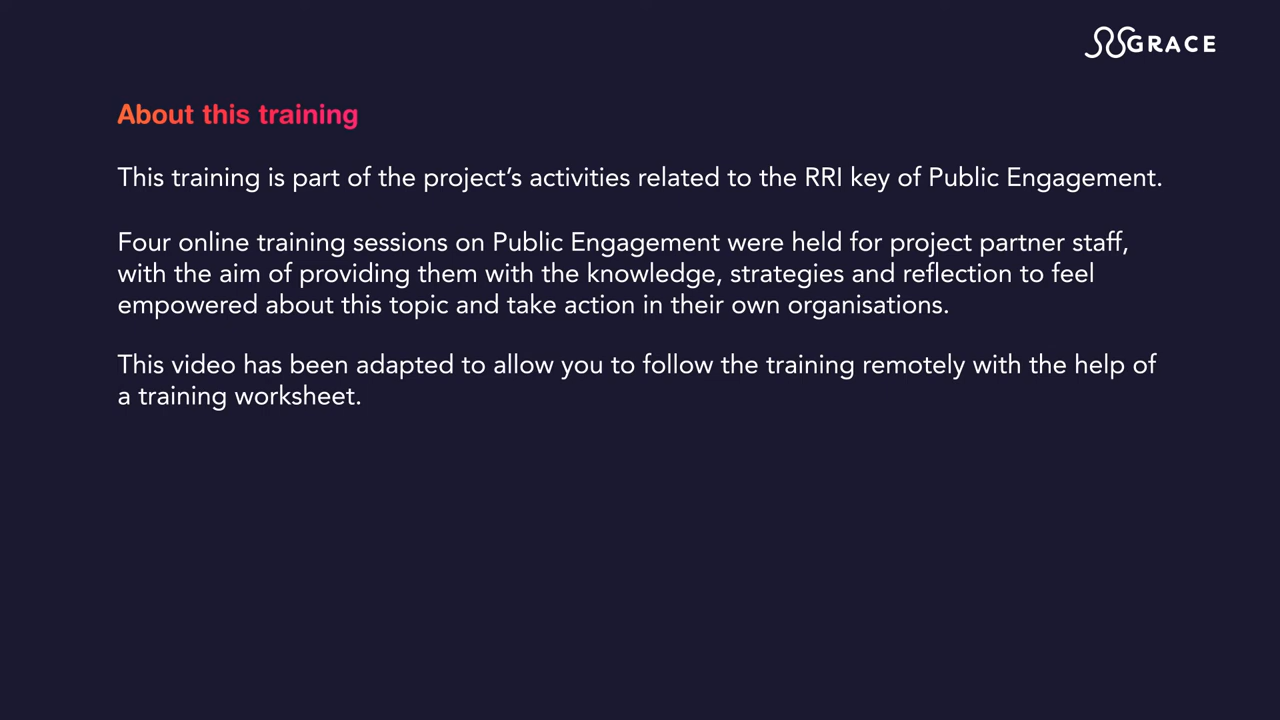 GRACE
About this training
This training is part of the project’s activities related to the RRI key of Public Engagement.
Four online training sessions on Public Engagement were held for project partner staff,
with the aim of providing them with the knowledge, strategies and reflection to feel
empowered about this topic and take action in their own organisations.
This video has been adapted to allow you to follow the training remotely with the help of
a training worksheet.